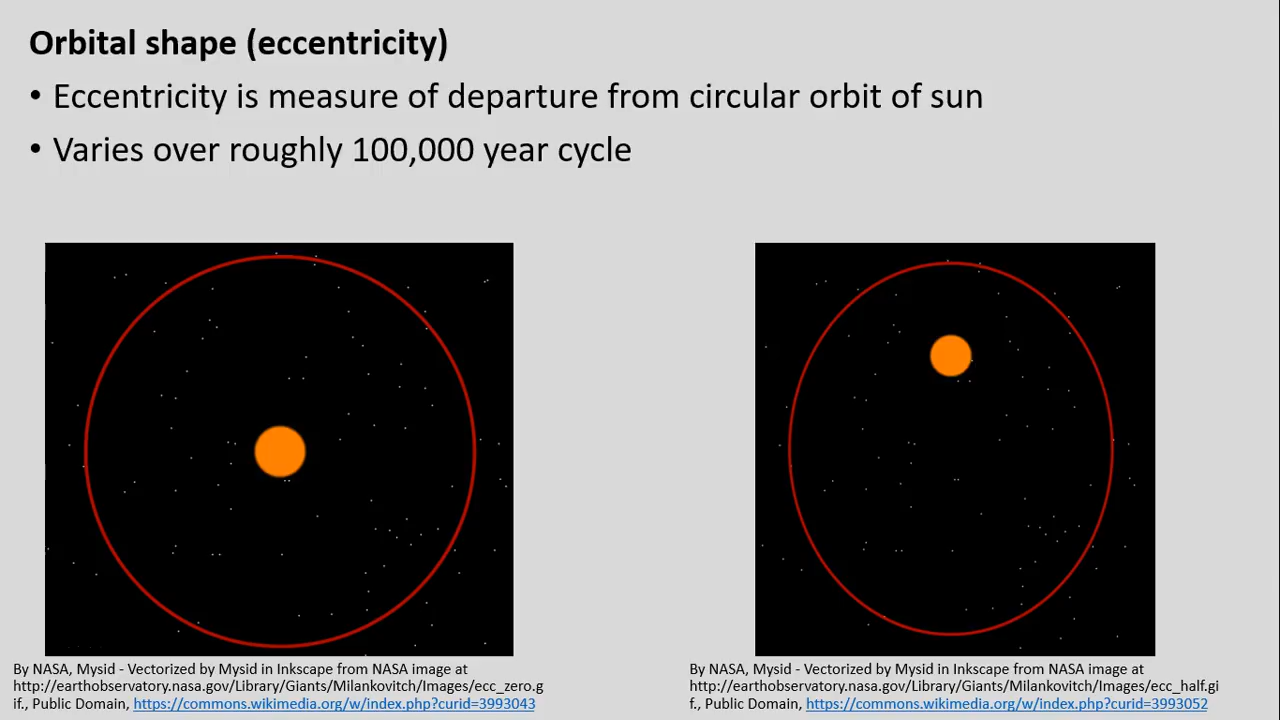 Orbital shape (eccentricity)
• Eccentricity is measure of departure from circular orbit of sun
• Varies over roughly 100,000 year cycle
By NASA, Mysid - Vectorized by Mysid in Inkscape from NASA image at
http://earthobservatory.nasa.gov/Library/Giants/Milankovitch/Images/ecc_zero.g
if., Public Domain, https://commons.wikimedia.org/w/index.php?curid=3993043
By NASA, Mysid - Vectorized by Mysid in Inkscape from NASA image at
http://earthobservatory.nasa.gov/Library/Giants/Milankovitch/Images/ecc_half.gi
f., Public Domain, https://commons.wikimedia.org/w/index.php?curid=3993052